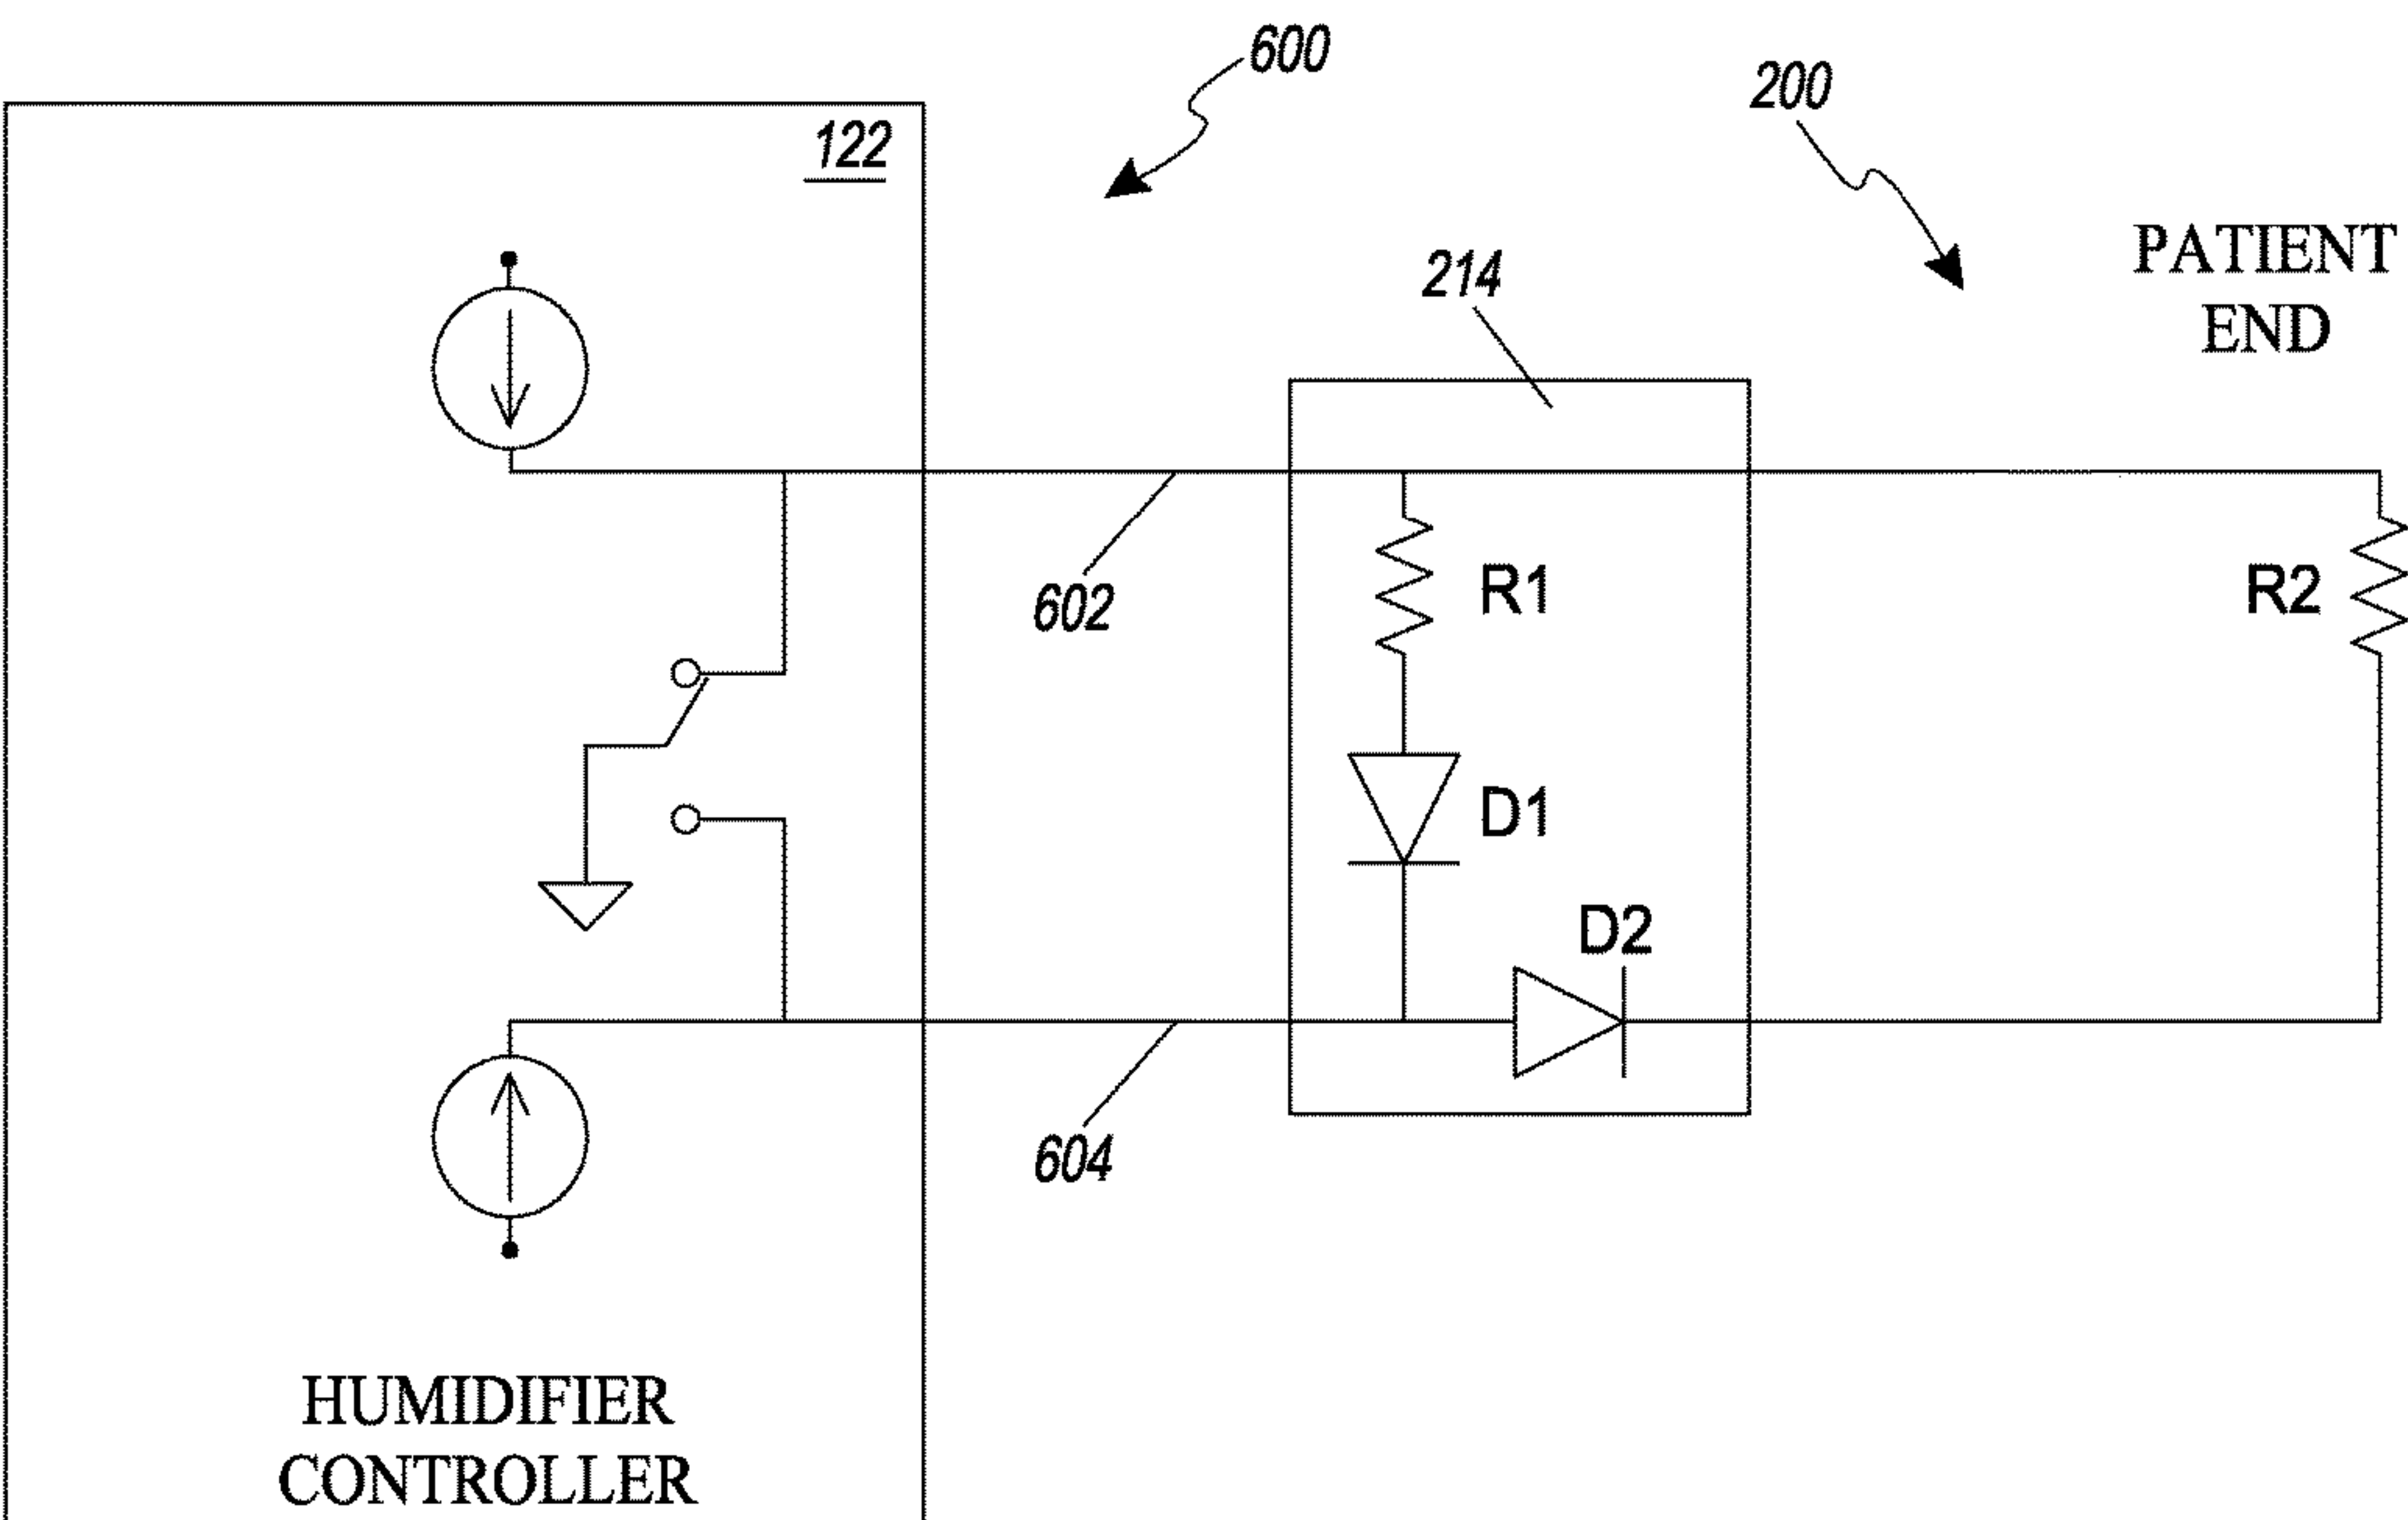 600
200
122
PATIENT
END
214
602
R1
R2
D1
D2
604
HUMIDIFIER
CONTROLLER